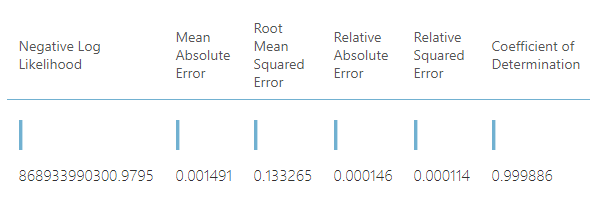 Negative Log Likelihood
Mean Absolute Error
Root Mean Squared Error
Relative Absolute Error
Relative Squared Error
Coefficient of Determination
868933990300.9795
0.001491
0.133265
0.000146
0.000114
0.999886